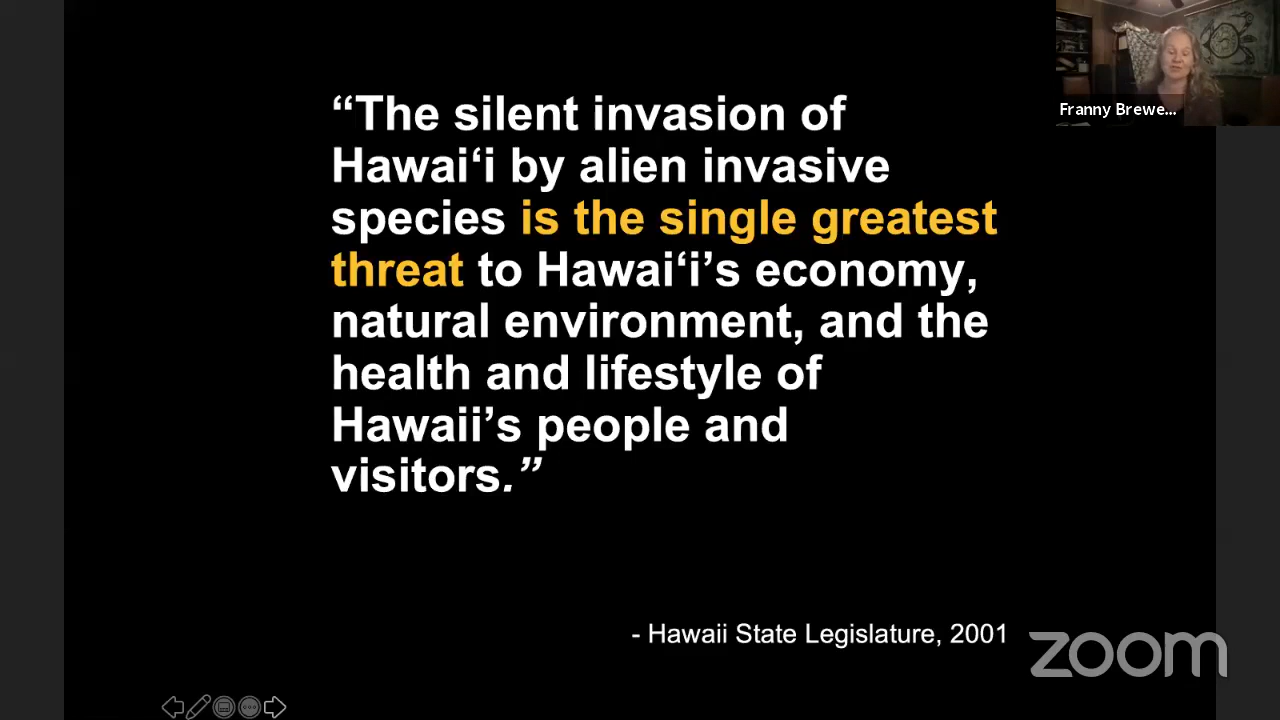 “The silent invasion of
Hawai‘i by alien invasive
species is the single greatest
threat to Hawai‘i’s economy,
natural environment, and the
health and lifestyle of
Hawaii’s people and
visitors.”
- Hawaii State Legislature, 2001
Franny Brewe...
zoom